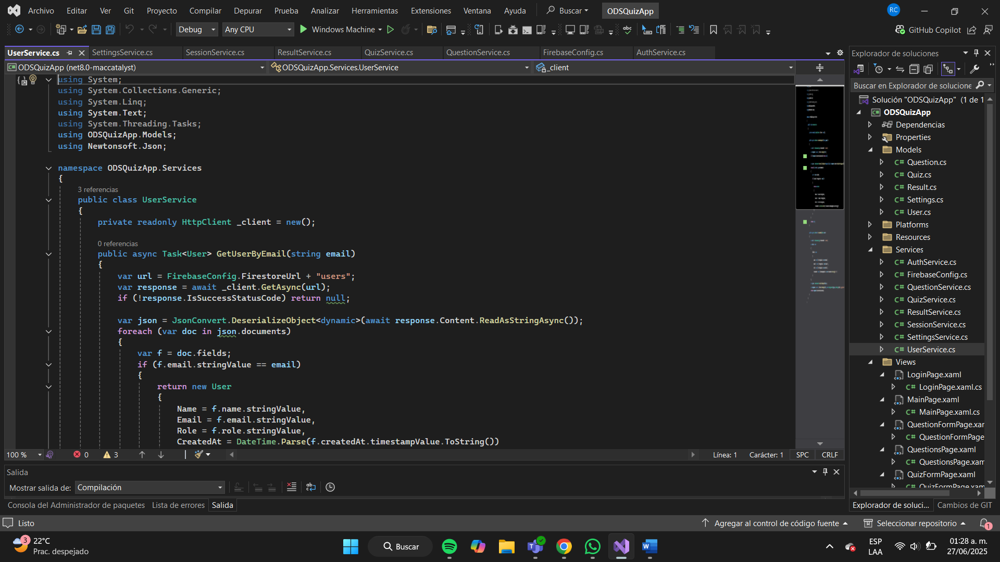 Archivo Editar Ver Git Proyecto Compilar Depurar Prueba Analizar Herramientas Extensiones Ventana Ayuda Buscar ODSQuizApp RC
Debug Any CPU Windows Machine abc GitHub Copilot
UserService.cs SettingsService.cs SessionService.cs ResultService.cs QuizService.cs QuestionService.cs FirebaseConfig.cs AuthService.cs
ODSQuizApp (net8.0-maccatalyst) ODSQuizApp.Services.UserService _client
using System;
using System.Collections.Generic;
using System.Linq;
using System.Text;
using System.Threading.Tasks;
using ODSQuizApp.Models;
using Newtonsoft.Json;
namespace ODSQuizApp.Services
{
3 referencias
public class UserService
{
private readonly HttpClient _client = new();
0 referencias
public async Task<User> GetUserByEmail(string email)
{
var url = FirebaseConfig.FirestoreUrl + "users";
var response = await _client.GetAsync(url);
if (!response.IsSuccessStatusCode) return null;
var json = JsonConvert.DeserializeObject<dynamic>(await response.Content.ReadAsStringAsync());
foreach (var doc in json.documents)
{
var f = doc.fields;
if (f.email.stringValue == email)
{
return new User
{
Name = f.name.stringValue,
Email = f.email.stringValue,
Role = f.role.stringValue,
CreatedAt = DateTime.Parse(f.createdAt.timestampValue.ToString())
100 % 0 3 Línea: 1 Carácter: 1 SPC CRLF
Salida
Mostrar salida de: Compilación
Consola del Administrador de paquetes Lista de errores Salida
Explorador de soluciones
Buscar en Explorador de solucione
Solución "ODSQuizApp" (1 de 1
ODSQuizApp
Dependencias
Properties
Models
C# Question.cs
C# Quiz.cs
C# Result.cs
C# Settings.cs
C# User.cs
Platforms
Resources
Services
C# AuthService.cs
C# FirebaseConfig.cs
C# QuestionService.cs
C# QuizService.cs
C# ResultService.cs
C# SessionService.cs
C# SettingsService.cs
C# UserService.cs
Views
LoginPage.xaml
C# LoginPage.xaml.cs
MainPage.xaml
C# MainPage.xaml.cs
QuestionFormPage.xar
C# QuestionFormPage
QuestionsPage.xaml
C# QuestionsPage.xam
QuizFormPage.xaml
C# QuizFormPage.xam
Explorador de soluci... Cambios de GIT
Listo Agregar al control de código fuente Seleccionar repositorio 1
3 22°C
Prac. despejado
Buscar
ESP
LAA
01:28 a. m.
27/06/2025